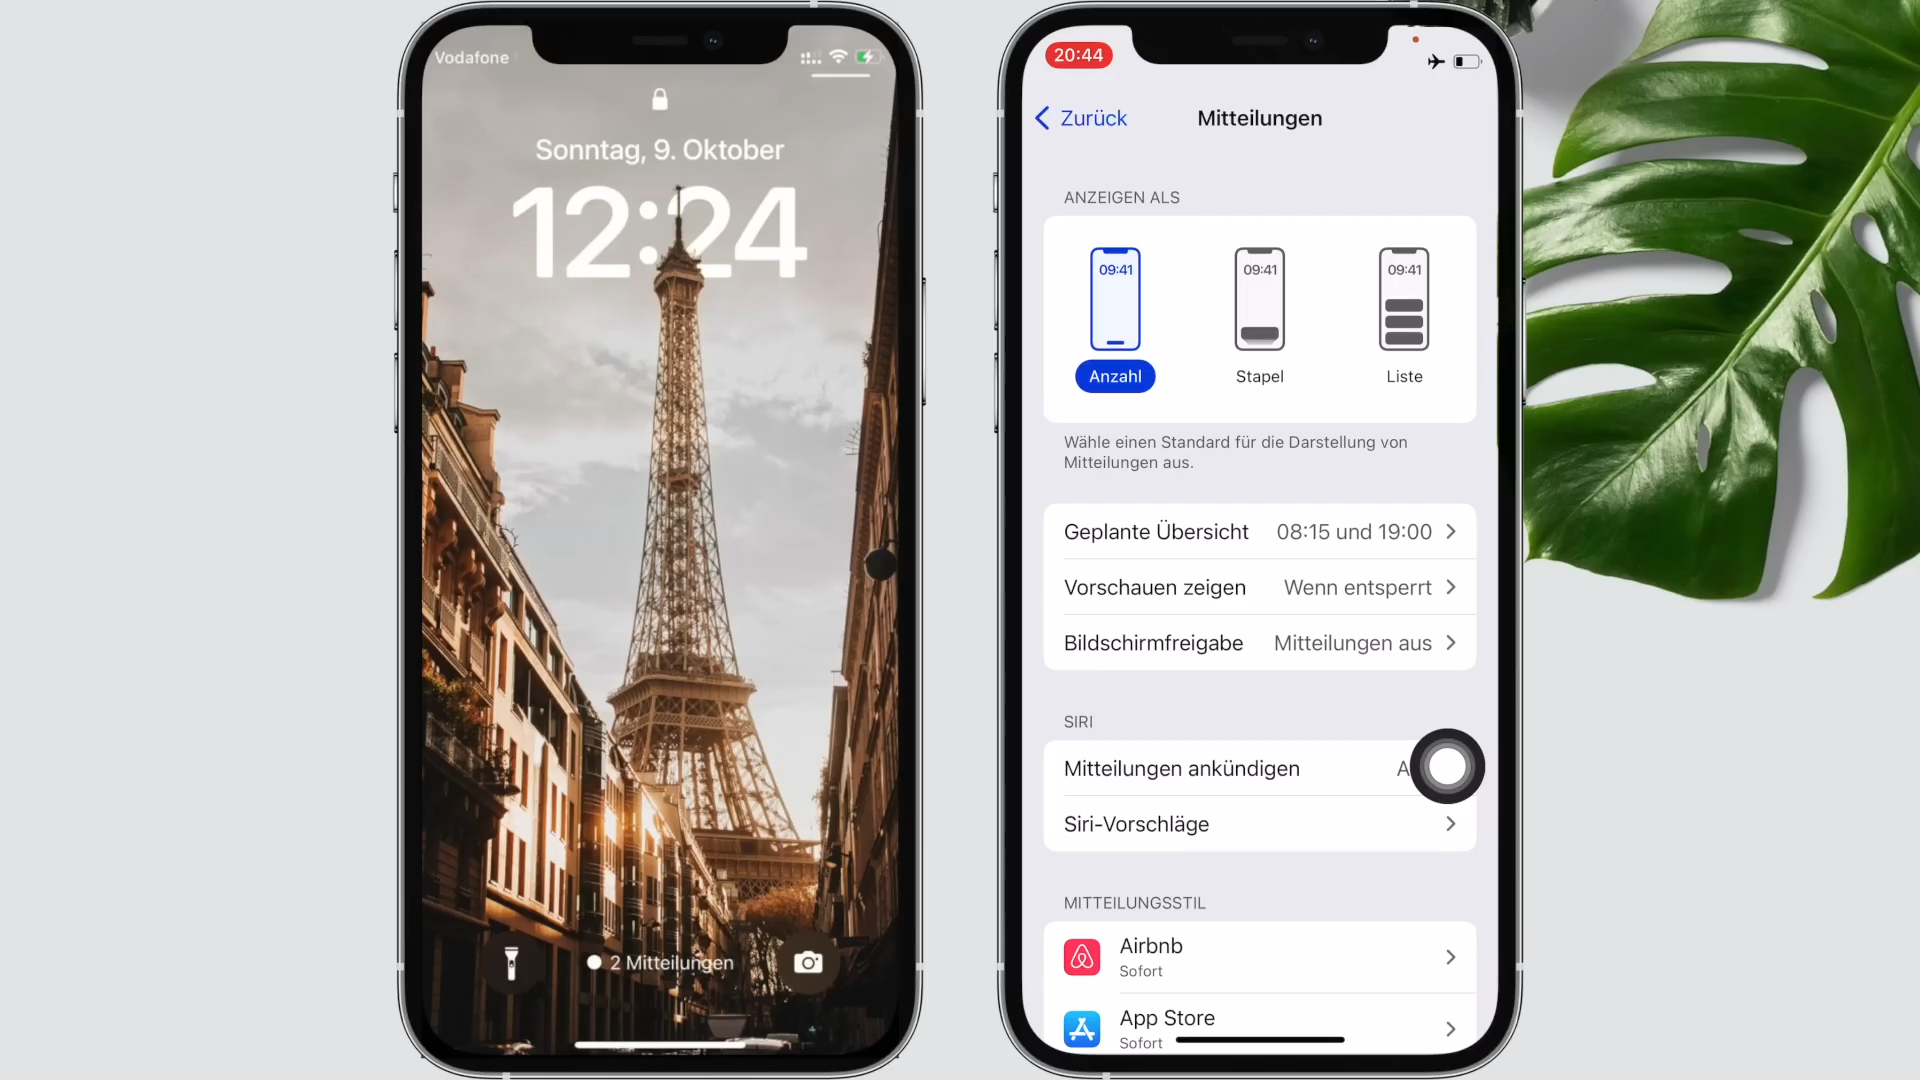 Vodafone
Sonntag, 9. Oktober
12:24
2 Mitteilungen
20:44
Zurück
Mitteilungen
ANZEIGEN ALS
09:41
09:41
09:41
Anzahl
Stapel
Liste
Wähle einen Standard für die Darstellung von
Mitteilungen aus.
Geplante Übersicht 08:15 und 19:00
Vorschauen zeigen Wenn entsperrt
Bildschirmfreigabe Mitteilungen aus
SIRI
Mitteilungen ankündigen
Siri-Vorschläge
MITTEILUNGSSTIL
Airbnb
Sofort
App Store
Sofort